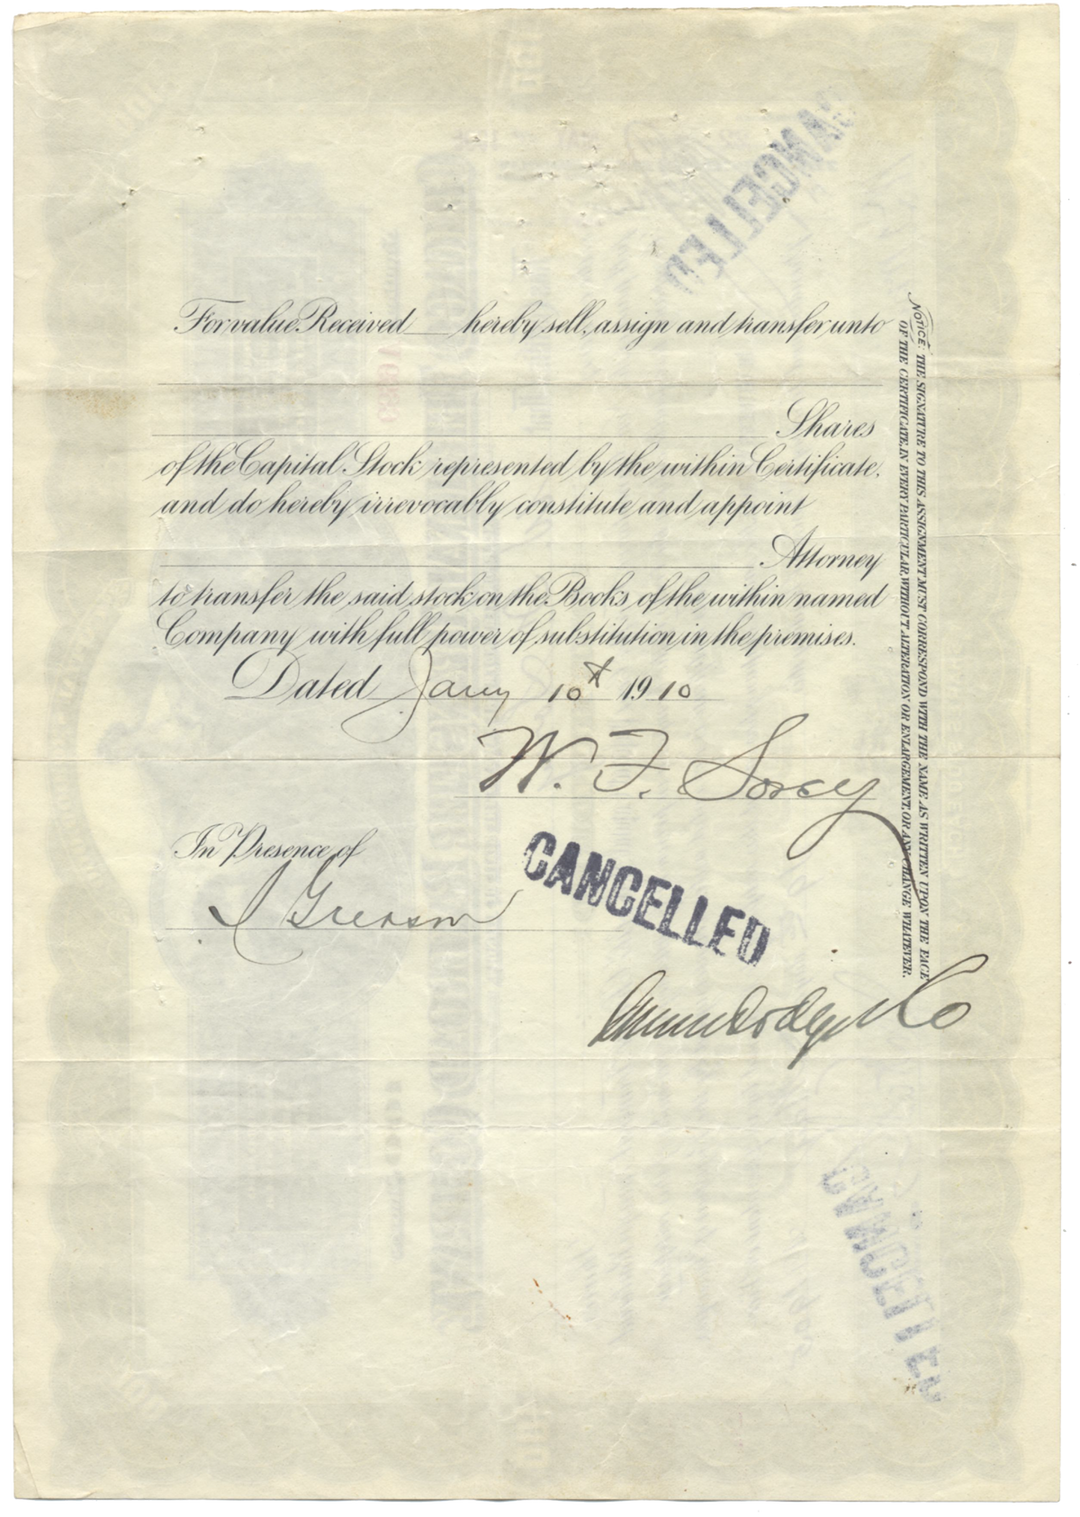 For value Received hereby sell, assign and transfer unto
Shares
of the Capital Stock represented by the within Certificate,
and do hereby irrevocably constitute and appoint
Attorney
to transfer the said stock on the Books of the within named
Company with full power of substitution in the premises.
Dated Jany 10th 1910
W. F.
In Presence of
CANCELLED
& Co
NOTICE. THE SIGNATURE TO THIS ASSIGNMENT MUST CORRESPOND WITH THE NAME AS WRITTEN UPON THE FACE
OF THE CERTIFICATE, IN EVERY PARTICULAR, WITHOUT ALTERATION OR ENLARGEMENT, OR ANY CHANGE WHATEVER.
CANCELLED
CANCELLED